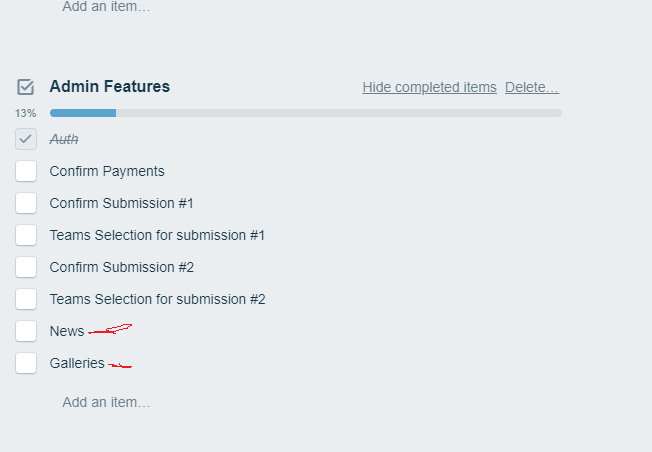 Add an item…
Admin Features Hide completed items Delete…
13%
Auth
Confirm Payments
Confirm Submission #1
Teams Selection for submission #1
Confirm Submission #2
Teams Selection for submission #2
News
Galleries
Add an item…